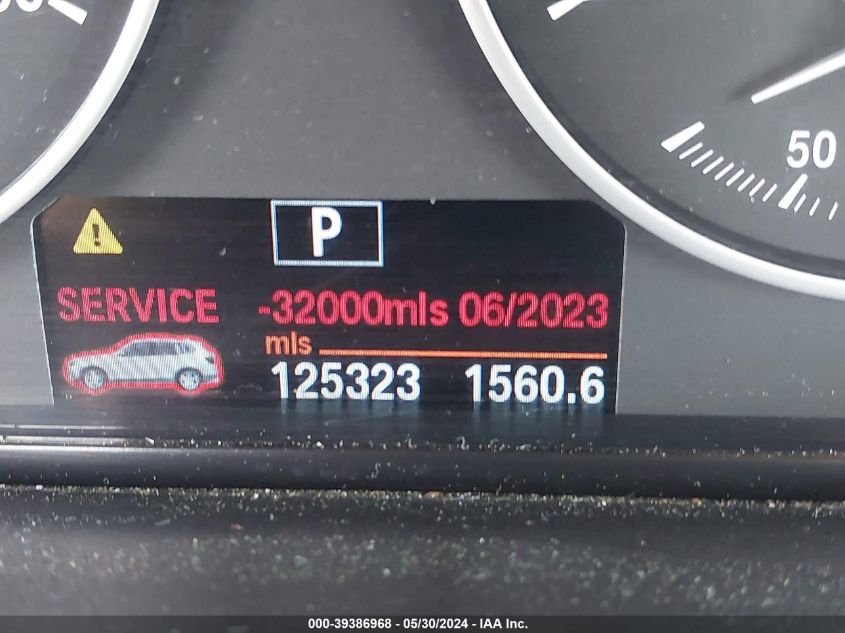 50
P
SERVICE -32000mls 06/2023
mls
125323 1560.6
000-39386968 - 05/30/2024 - IAA Inc.